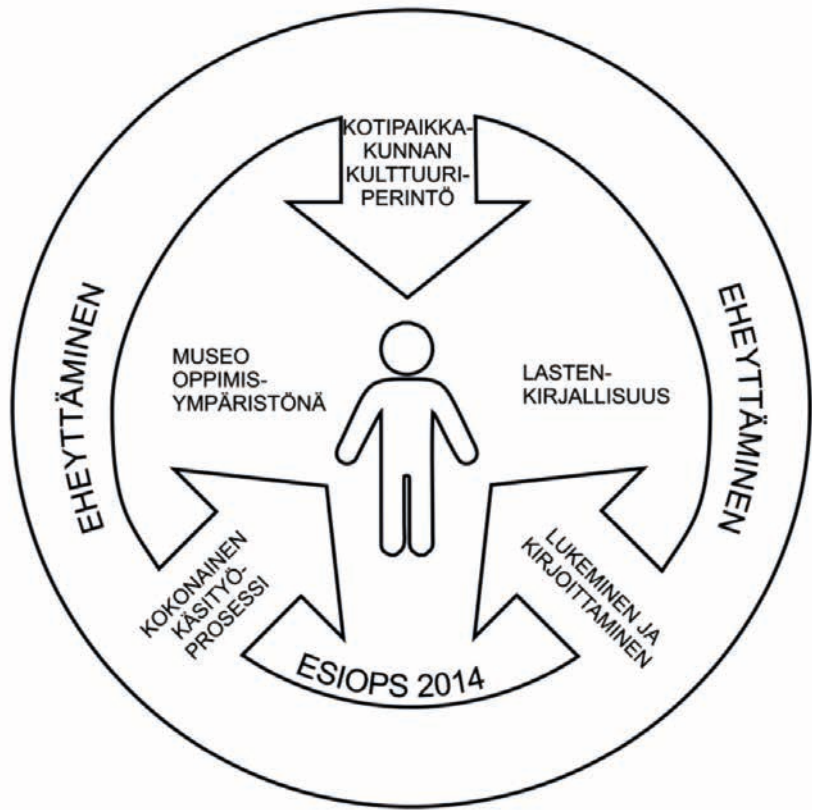 KOTIPAIKKA-
KUNNAN
KULTTUURI-
PERINTÖ
EHEYTTÄMINEN
EHEYTTÄMINEN
MUSEO
OPPIMIS-
YMPÄRISTÖNÄ
LASTEN-
KIRJALLISUUS
KOKONAINEN
KÄSITYÖ-
PROSESSI
LUKEMINEN JA
KIRJOITTAMINEN
ESIOPS 2014